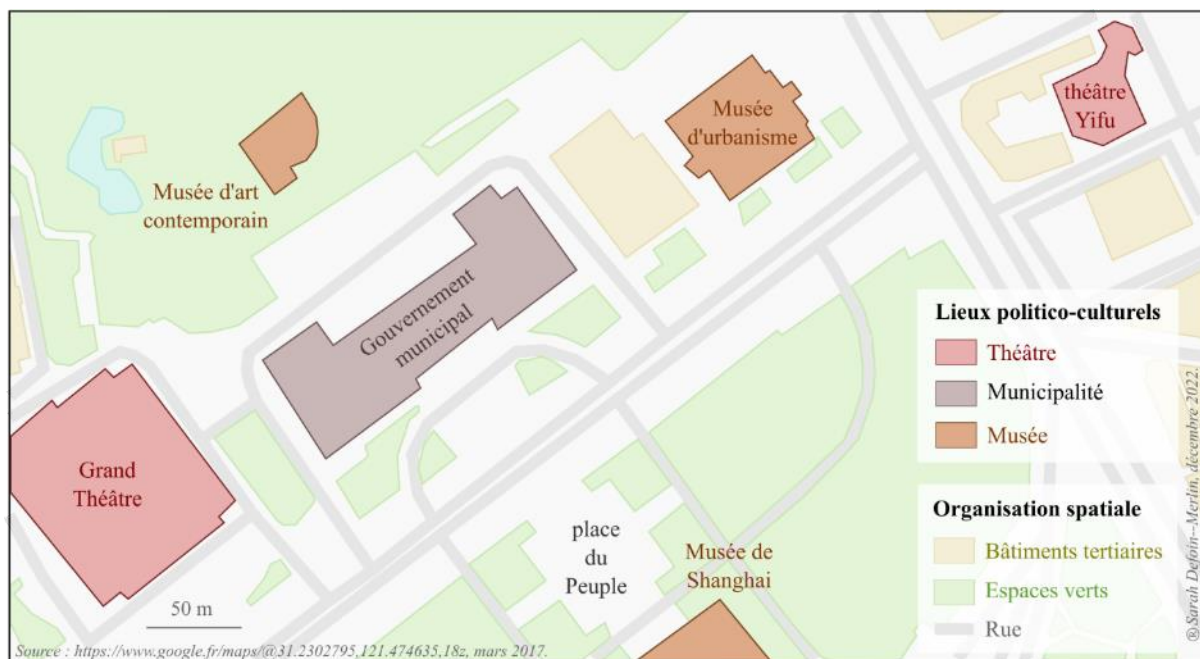 théâtre
Yifu
Musée
d'urbanisme
Musée d'art
contemporain
Gouvernement
municipal
Grand
Théâtre
place
du
Peuple
Musée de
Shanghai
50 m
Lieux politico-culturels
Théâtre
Municipalité
Musée
Organisation spatiale
Bâtiments tertiaires
Espaces verts
Rue
Source : https://www.google.fr/maps/@31.2302795,121.474635,18z, mars 2017.
©Sarah Defoin--Merlin, décembre 2022.